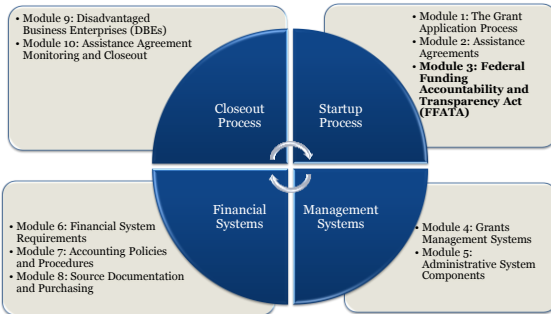 • Module 9: Disadvantaged
Business Enterprises (DBEs)
• Module 10: Assistance Agreement
Monitoring and Closeout
• Module 1: The Grant
Application Process
• Module 2: Assistance
Agreements
• Module 3: Federal
Funding
Accountability and
Transparency Act
(FFATA)
Closeout
Process
Startup
Process
Financial
Systems
Management
Systems
• Module 6: Financial System
Requirements
• Module 7: Accounting Policies
and Procedures
• Module 8: Source Documentation
and Purchasing
• Module 4: Grants
Management Systems
• Module 5:
Administrative System
Components